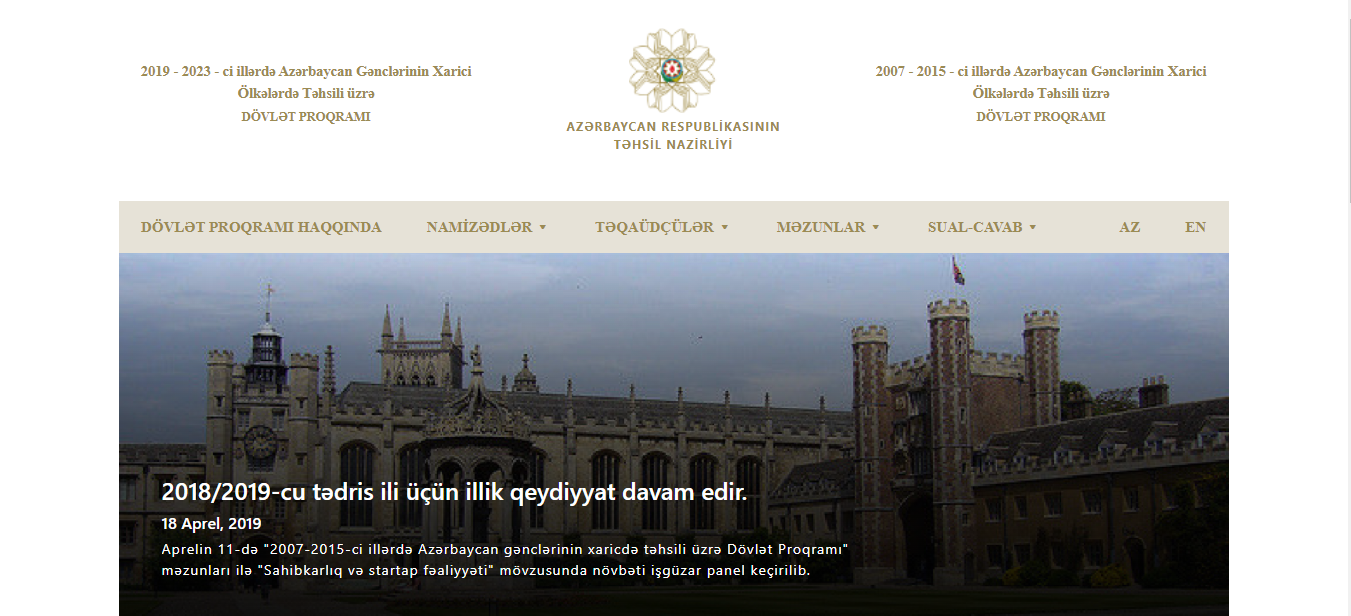 2019 - 2023 - ci illərdə Azərbaycan Gənclərinin Xarici
Ölkələrdə Təhsili üzrə
DÖVLƏT PROQRAMI
AZƏRBAYCAN RESPUBLİKASININ
TƏHSİL NAZİRLİYİ
2007 - 2015 - ci illərdə Azərbaycan Gənclərinin Xarici
Ölkələrdə Təhsili üzrə
DÖVLƏT PROQRAMI
DÖVLƏT PROQRAMI HAQQINDA NAMİZƏDLƏR TƏQAÜDÇÜLƏR MƏZUNLAR SUAL-CAVAB AZ EN
2018/2019-cu tədris ili üçün illik qeydiyyat davam edir.
18 Aprel, 2019
Aprelin 11-də "2007-2015-ci illərdə Azərbaycan gənclərinin xaricdə təhsili üzrə Dövlət Proqramı"
məzunları ilə "Sahibkarlıq və startap fəaliyyəti" mövzusunda növbəti işgüzar panel keçirilib.